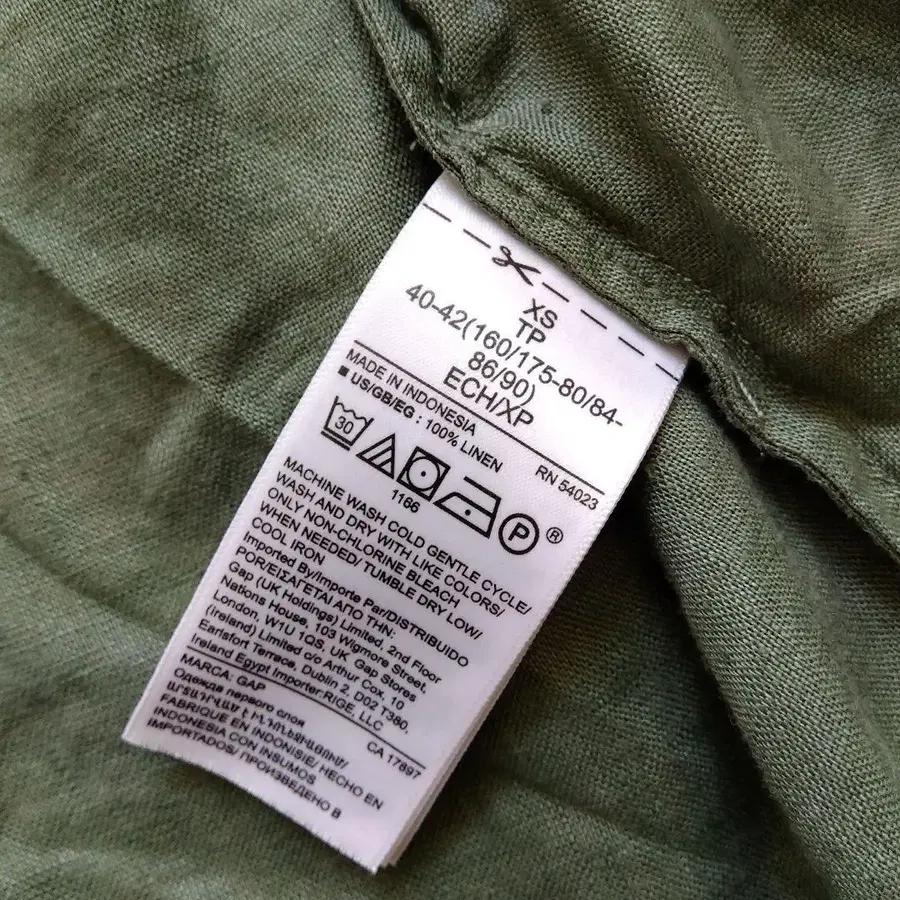 XS
TP
40-42(160/175-80/84-
86/90)
ECH/XP
MADE IN INDONESIA
RN 54023
■ US/GB/EG : 100% LINEN
30
1166
P
®
MACHINE WASH COLD GENTLE CYCLE/
WASH AND DRY WITH LIKE COLORS/
ONLY NON-CHLORINE BLEACH
WHEN NEEDED/ TUMBLE DRY LOW/
COOL IRON
Imported By/Importe Par/DISTRIBUIDO
POR/ΕΙΣΑΓΕΤΑΙ ΑΠΟ ΤΗΝ:
Gap (UK Holdings) Limited, 2nd Floor
Nations House, 103 Wigmore Street,
London, W1U 1QS, UK  Gap Stores
(Ireland) Limited c/o Arthur Cox, 10
Earlsfort Terrace, Dublin 2, D02 T380,
Ireland Egypt Importer:RIGE, LLC
MARCA: GAP
CA 17897
Одежда первого слоя
ԱՐՏԱԴՐՎԱԾ Է ԻՆԴՈՆԵԶԻԱՅՈՒՄ/
FABRIQUE EN INDONISIE/ HECHO EN
INDONESIA CON INSUMOS
IMPORTADOS/ ПРОИЗВЕДЕНО В